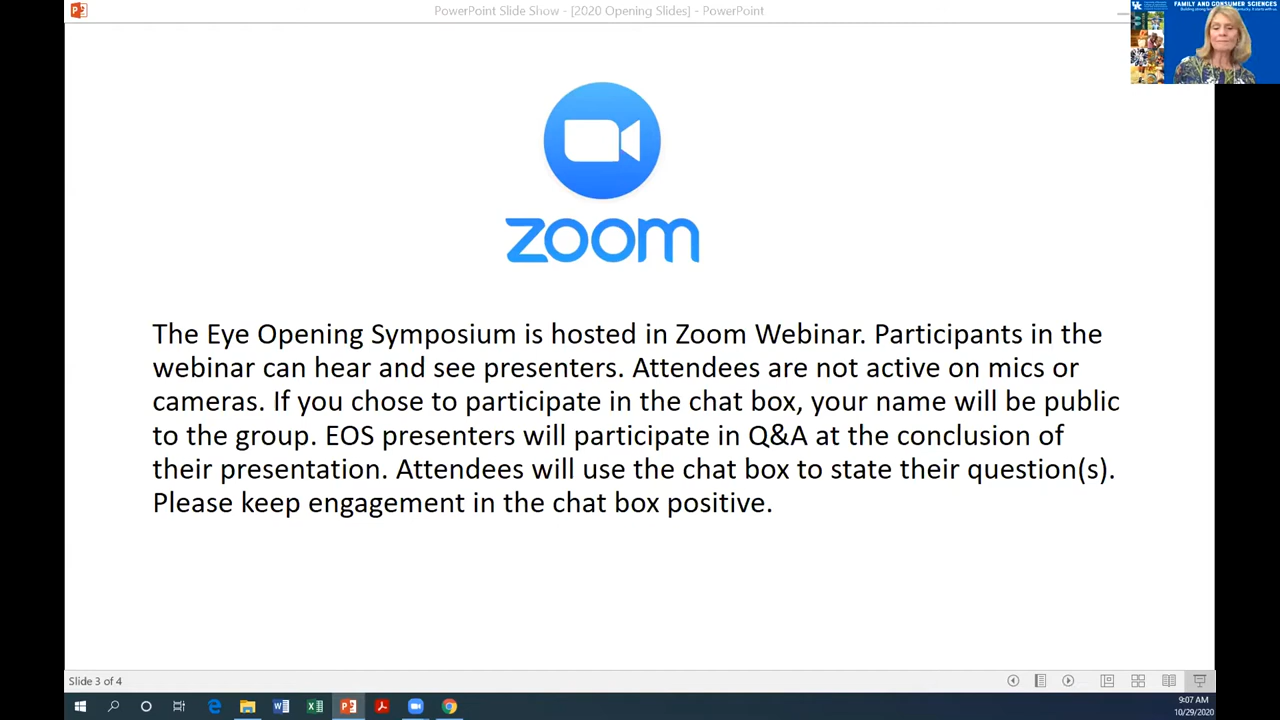 PowerPoint Slide Show - [2020 Opening Slides] - PowerPoint
FAMILY AND CONSUMER SCIENCES
zoom
The Eye Opening Symposium is hosted in Zoom Webinar. Participants in the
webinar can hear and see presenters. Attendees are not active on mics or
cameras. If you chose to participate in the chat box, your name will be public
to the group. EOS presenters will participate in Q&A at the conclusion of
their presentation. Attendees will use the chat box to state their question(s).
Please keep engagement in the chat box positive.
Slide 3 of 4
9:07 AM
10/29/2020